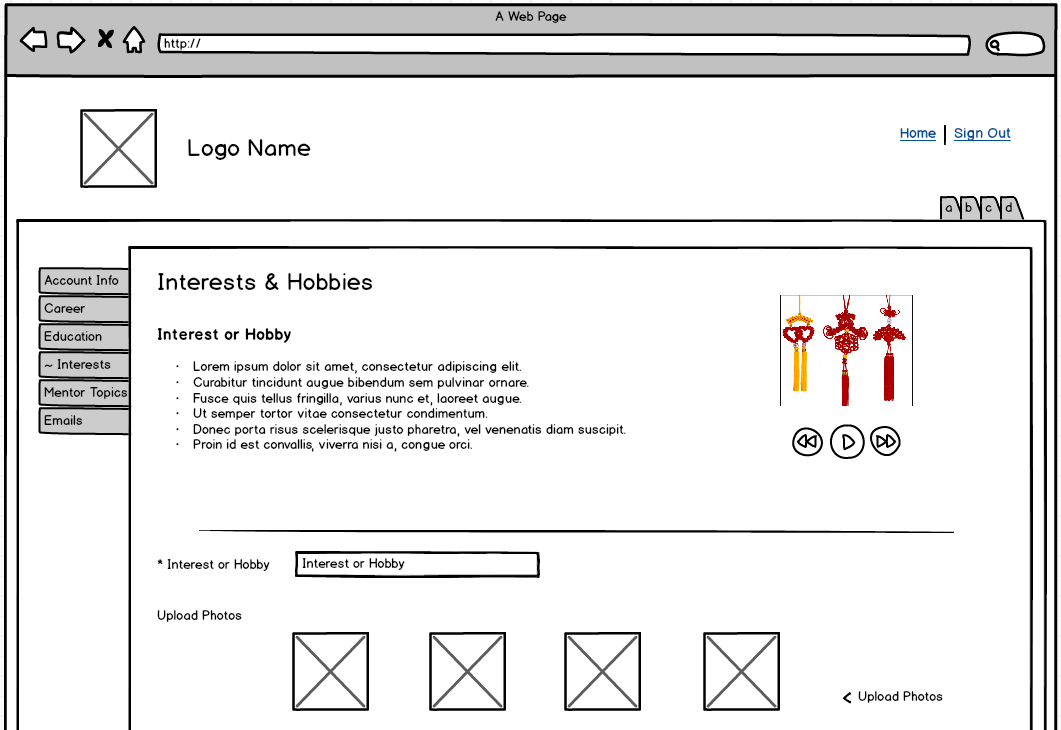 A Web Page
http://
Logo Name
Home | Sign Out
a b c d
Account Info
Career
Education
~ Interests
Mentor Topics
Emails
Interests & Hobbies
Interest or Hobby
· Lorem ipsum dolor sit amet, consectetur adipiscing elit.
· Curabitur tincidunt augue bibendum sem pulvinar ornare.
· Fusce quis tellus fringilla, varius nunc et, laoreet augue.
· Ut semper tortor vitae consectetur condimentum.
· Donec porta risus scelerisque justo pharetra, vel venenatis diam suscipit.
· Proin id est convallis, viverra nisi a, congue orci.
* Interest or Hobby
Interest or Hobby
Upload Photos
< Upload Photos